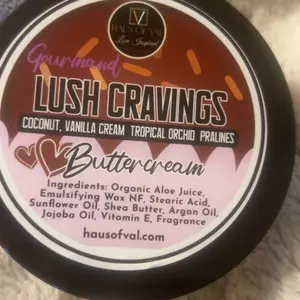 V
HAUS OF VAL
Gourmand
LUSH CRAVINGS
COCONUT, VANILLA CREAM TROPICAL ORCHID PRALINES
Buttercream
Ingredients: Organic Aloe Juice,
Emulsifying Wax NF, Stearic Acid,
Sunflower Oil, Shea Butter, Argan Oil,
Jojoba Oil, Vitamin E, Fragrance
hausofval.com